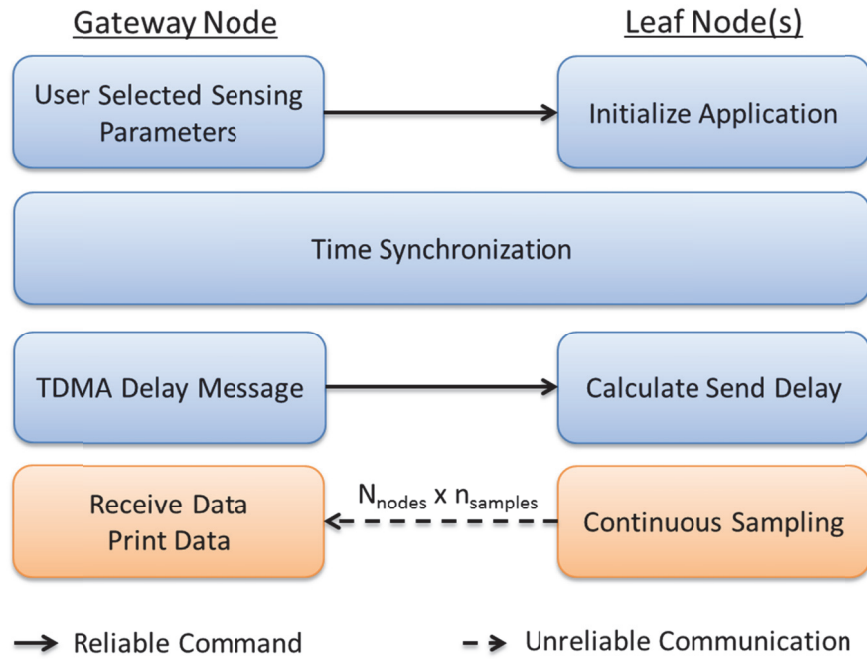 Gateway Node
Leaf Node(s)
User Selected Sensing
Parameters
Initialize Application
Time Synchronization
TDMA Delay Message
Calculate Send Delay
Receive Data
Print Data
Nnodes x nsamples
Continuous Sampling
Reliable Command
Unreliable Communication